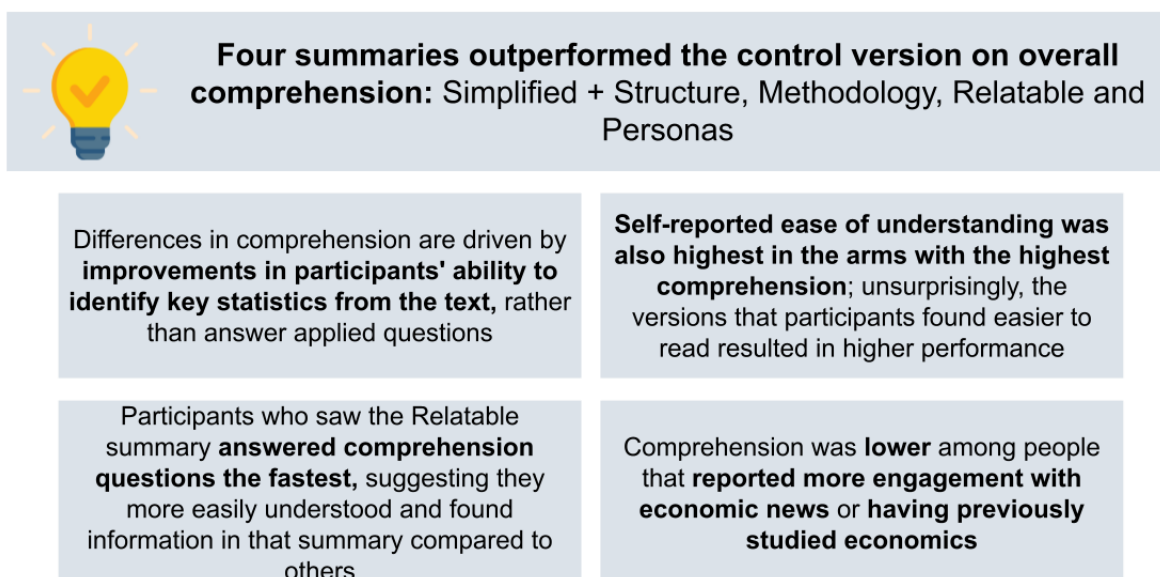 Four summaries outperformed the control version on overall
comprehension: Simplified + Structure, Methodology, Relatable and
Personas
Differences in comprehension are driven by
improvements in participants' ability to
identify key statistics from the text, rather
than answer applied questions
Self-reported ease of understanding was
also highest in the arms with the highest
comprehension; unsurprisingly, the
versions that participants found easier to
read resulted in higher performance
Participants who saw the Relatable
summary answered comprehension
questions the fastest, suggesting they
more easily understood and found
information in that summary compared to
others
Comprehension was lower among people
that reported more engagement with
economic news or having previously
studied economics